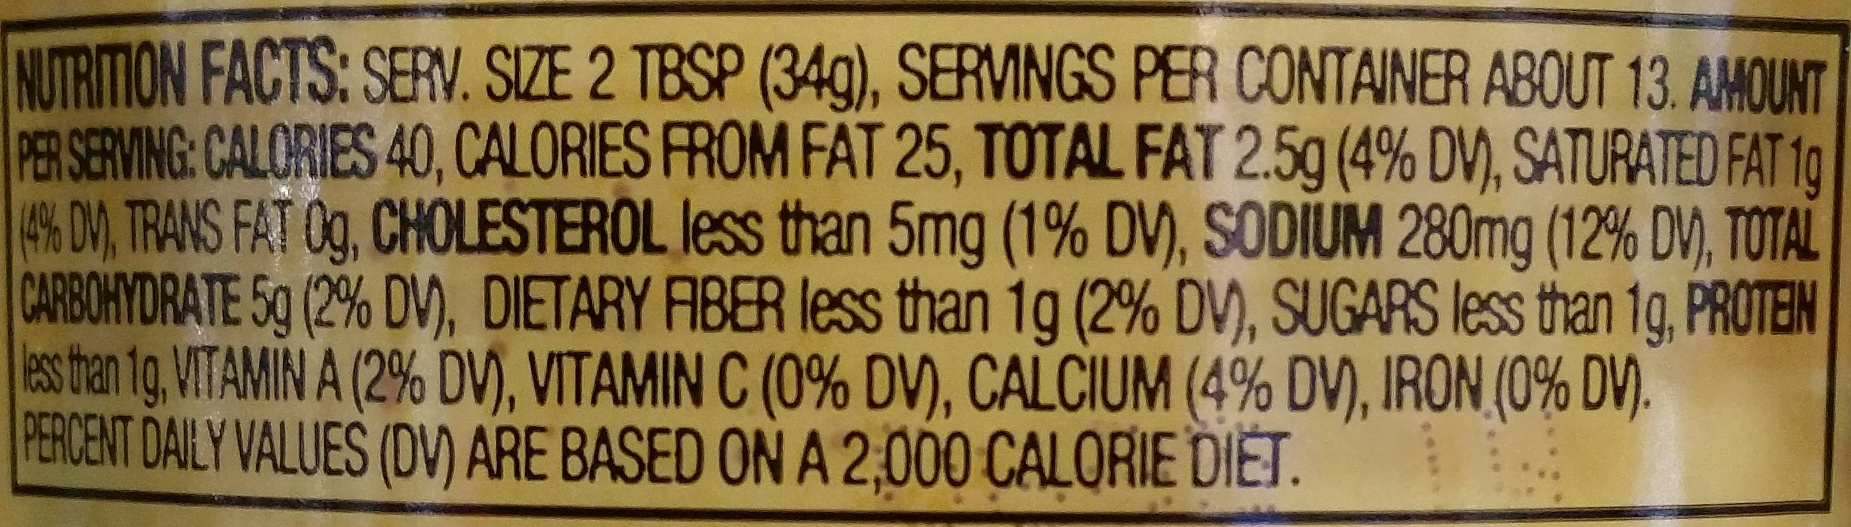 NUTRITION FACTS: SERV. SIZE 2 TBSP (34g), SERVINGS PER CONTAINER ABOUT 13. AMOUNT
PER SERVING: CALORIES 40, CALORIES FROM FAT 25, TOTAL FAT 2.5g (4% DV), SATURATED FAT 1g
(4% DV), TRANS FAT 0g, CHOLESTEROL less than 5mg (1% DV), SODIUM 280mg (12% DV), TOTAL
CARBOHYDRATE 5g (2% DV), DIETARY FIBER less than 1g (2% DV), SUGARS less than 1g, PROTEIN
less than 1g, VITAMIN A (2% DV), VITAMIN C (0% DV), CALCIUM (4% DV), IRON (0% DV).
PERCENT DAILY VALUES (DV) ARE BASED ON A 2,000 CALORIE DIET.